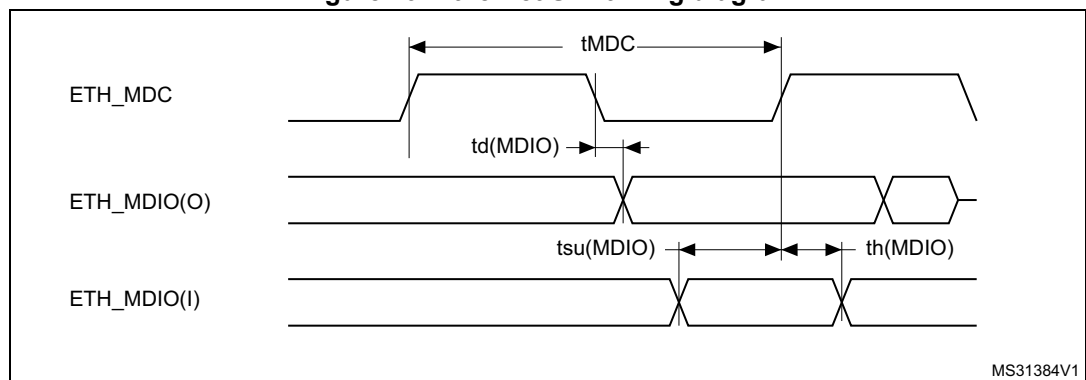 tMDC
ETH_MDC
td(MDIO)
ETH_MDIO(O)
tsu(MDIO)
th(MDIO)
ETH_MDIO(I)
MS31384V1